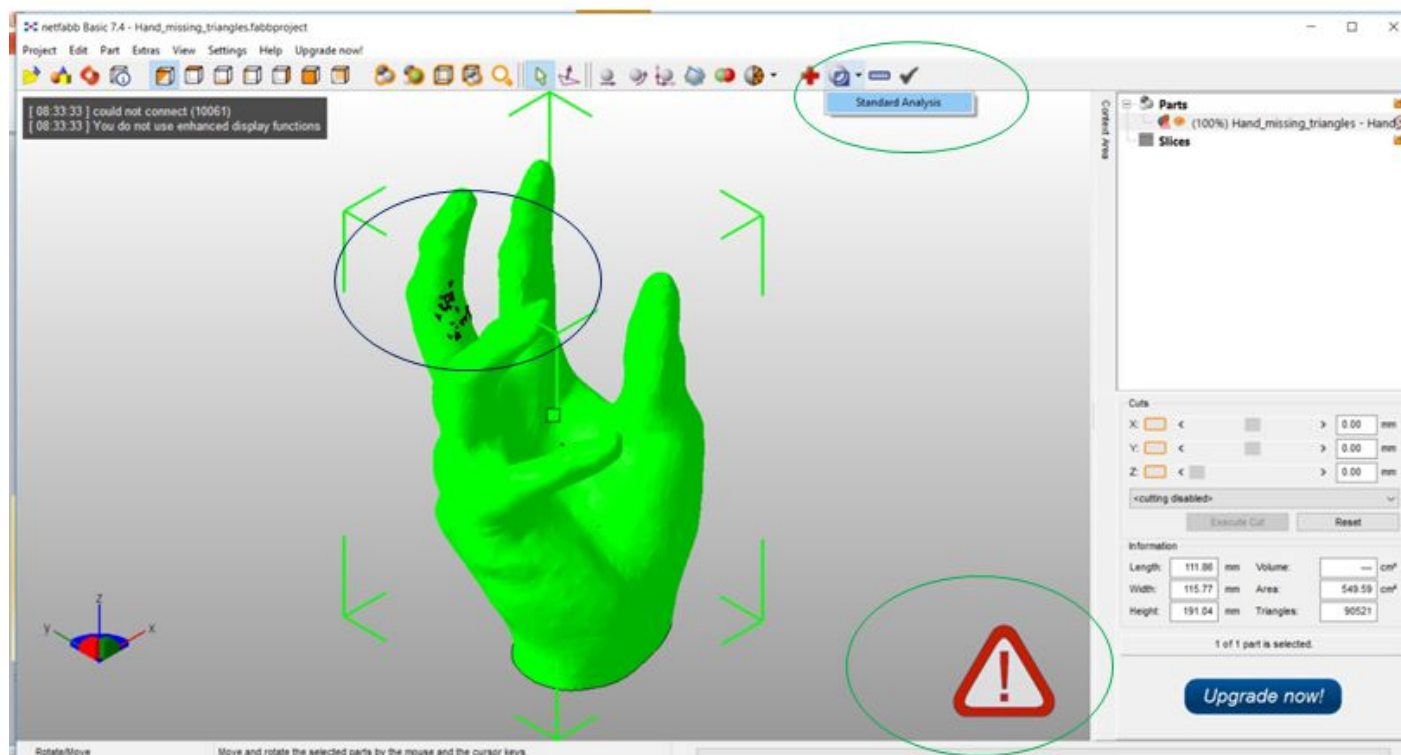 netfabb Basic 7.4 - Hand_missing_triangles.fabbproject
Project Edit Part Extras View Settings Help Upgrade now!
[ 08:33:33 ] could not connect (10061)
[ 08:33:33 ] You do not use enhanced display functions
Standard Analysis
Context Area
Parts
(100%) Hand_missing_triangles - Hand
Slices
Cuts
X: < > 0.00 mm
Y: < > 0.00 mm
Z: < > 0.00 mm
<cutting disabled>
Execute Cut Reset
Information
Length: 111.86 mm Volume: --- cm³
Width: 115.77 mm Area: 549.59 cm²
Height: 191.04 mm Triangles: 90521
1 of 1 part is selected.
Upgrade now!
z
y x
!
Rotate/Move Move and rotate the selected parts by the mouse and the cursor keys.